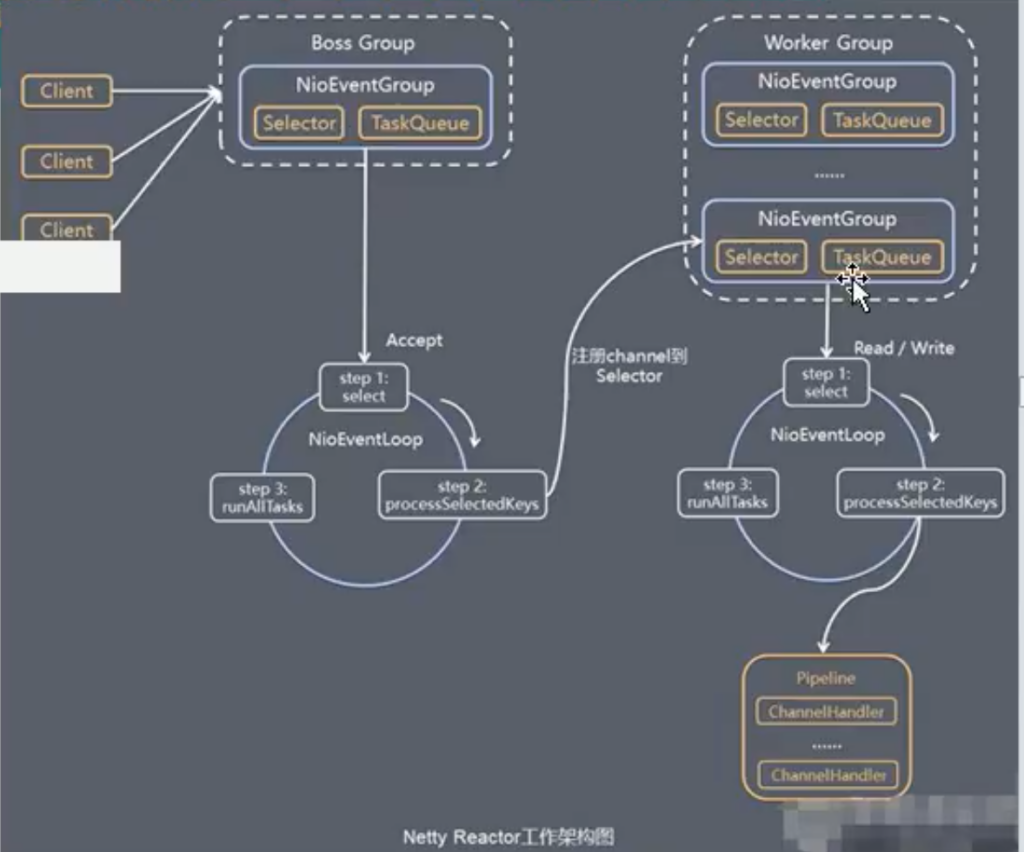 Boss Group
NioEventGroup
Selector
TaskQueue
Client
Client
Client
Worker Group
NioEventGroup
Selector
TaskQueue
......
NioEventGroup
Selector
TaskQueue
Accept
step 1:
select
NioEventLoop
step 2:
processSelectedKeys
step 3:
runAllTasks
注册channel到
Selector
Read / Write
step 1:
select
NioEventLoop
step 2:
processSelectedKeys
step 3:
runAllTasks
Pipeline
ChannelHandler
......
ChannelHandler
Netty Reactor工作架构图